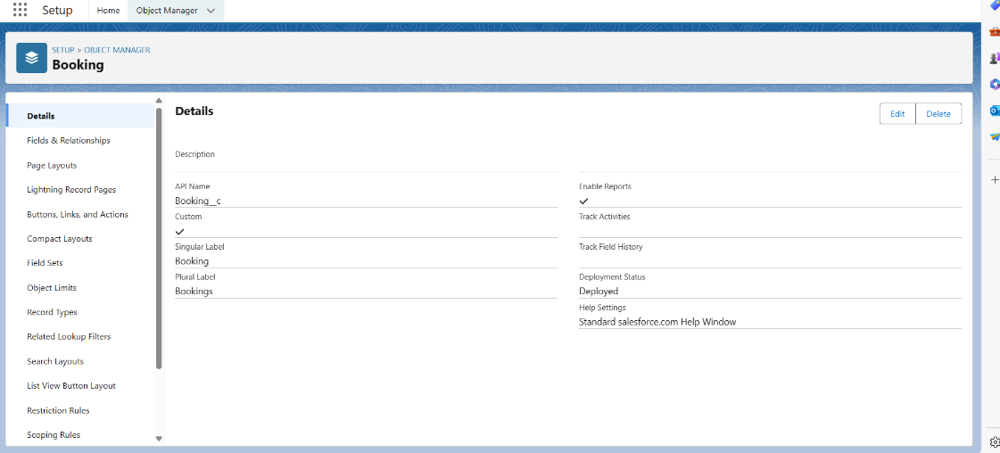 Setup
Home
Object Manager
SETUP > OBJECT MANAGER
Booking
Details
Fields & Relationships
Page Layouts
Lightning Record Pages
Buttons, Links, and Actions
Compact Layouts
Field Sets
Object Limits
Record Types
Related Lookup Filters
Search Layouts
List View Button Layout
Restriction Rules
Scoping Rules
Details
Edit
Delete
Description
API Name
Booking__c
Custom
Singular Label
Booking
Plural Label
Bookings
Enable Reports
Track Activities
Track Field History
Deployment Status
Deployed
Help Settings
Standard salesforce.com Help Window